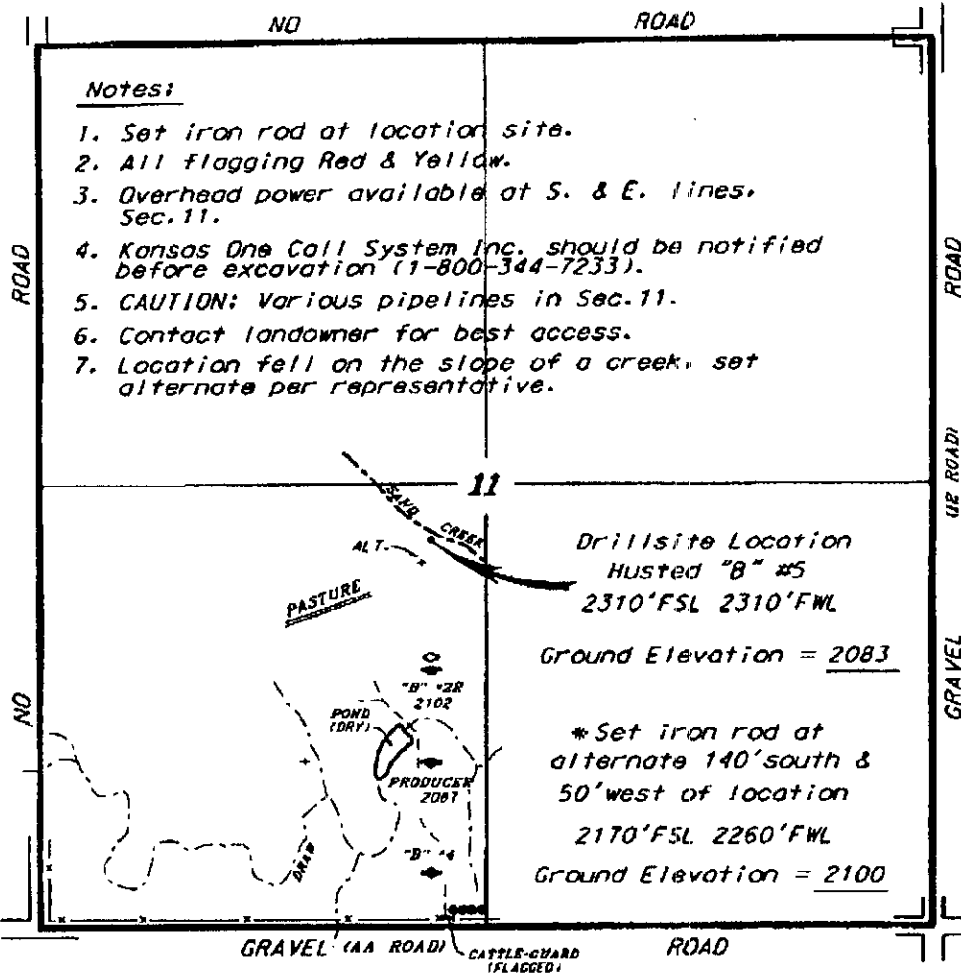 NO ROAD
Notes:
1. Set iron rod at location site.
2. All flagging Red & Yellow.
3. Overhead power available at S. & E. lines.
Sec.11.
4. Kansas One Call System Inc. should be notified
before excavation (1-800-344-7233).
5. CAUTION: Various pipelines in Sec.11.
6. Contact landowner for best access.
7. Location fell on the slope of a creek, set
alternate per representative.
ROAD
NO
ROAD
(12 ROAD)
GRAVEL
11
SAND CREEK
ALT.
PASTURE
Drillsite Location
Husted "B" #5
2310'FSL 2310'FWL
Ground Elevation = 2083
"B" #2R
2102
POND
(DRY)
PRODUCER
2087
"B" #4
DRAW
* Set iron rod at
alternate 140' south &
50' west of location
2170'FSL 2260'FWL
Ground Elevation = 2100
GRAVEL (AA ROAD) ROAD
CATTLE-GUARD
(FLAGGED)